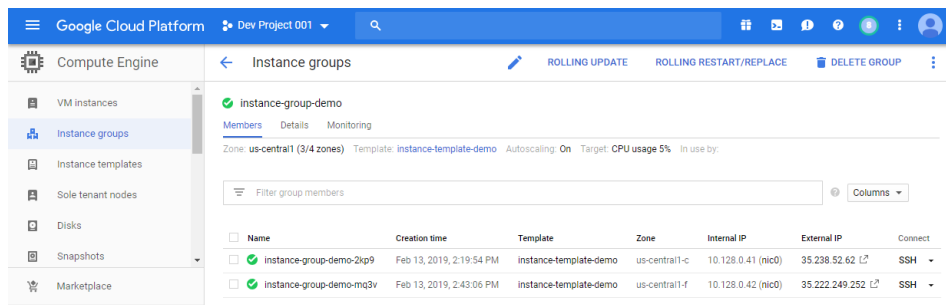 Google Cloud Platform Dev Project 001 8
Compute Engine Instance groups ROLLING UPDATE ROLLING RESTART/REPLACE DELETE GROUP
VM instances
Instance groups
Instance templates
Sole tenant nodes
Disks
Snapshots
Marketplace
instance-group-demo
Members Details Monitoring
Zone: us-central1 (3/4 zones) Template: instance-template-demo Autoscaling: On Target: CPU usage 5% In use by:
Filter group members Columns
Name Creation time Template Zone Internal IP External IP Connect
instance-group-demo-2kp9 Feb 13, 2019, 2:19:54 PM instance-template-demo us-central1-c 10.128.0.41 (nic0) 35.238.52.62 SSH
instance-group-demo-mq3v Feb 13, 2019, 2:43:06 PM instance-template-demo us-central1-f 10.128.0.42 (nic0) 35.222.249.252 SSH